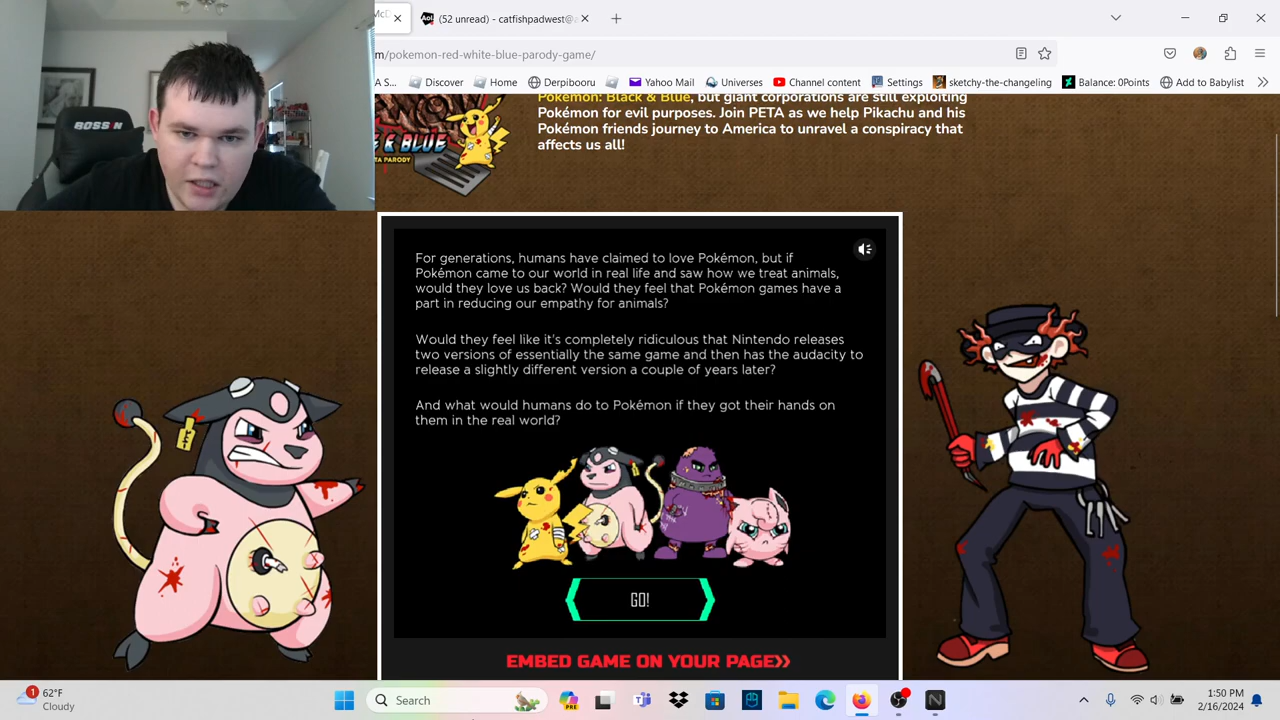 McD
(52 unread) - catfishpadwest@a
m/pokemon-red-white-blue-parody-game/
A S...
Discover
Home
Derpibooru
Yahoo Mail
Universes
Channel content
Settings
sketchy-the-changeling
Balance: 0Points
Add to Babylist
BOSSIN
Pokémon: Black & Blue, but giant corporations are still exploiting
Pokémon for evil purposes. Join PETA as we help Pikachu and his
Pokémon friends journey to America to unravel a conspiracy that
affects us all!
E & BLUE
PETA PARODY
For generations, humans have claimed to love Pokémon, but if
Pokémon came to our world in real life and saw how we treat animals,
would they love us back? Would they feel that Pokémon games have a
part in reducing our empathy for animals?
Would they feel like it's completely ridiculous that Nintendo releases
two versions of essentially the same game and then has the audacity to
release a slightly different version a couple of years later?
And what would humans do to Pokémon if they got their hands on
them in the real world?
GO!
EMBED GAME ON YOUR PAGE»
1
62°F
Cloudy
Search
PRE
1:50 PM
2/16/2024